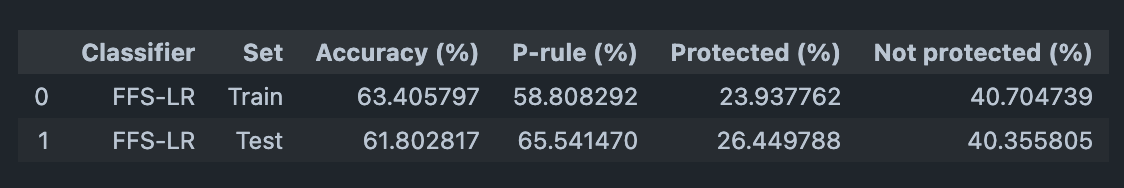 Classifier Set Accuracy (%) P-rule (%) Protected (%) Not protected (%)
0 FFS-LR Train 63.405797 58.808292 23.937762 40.704739
1 FFS-LR Test 61.802817 65.541470 26.449788 40.355805